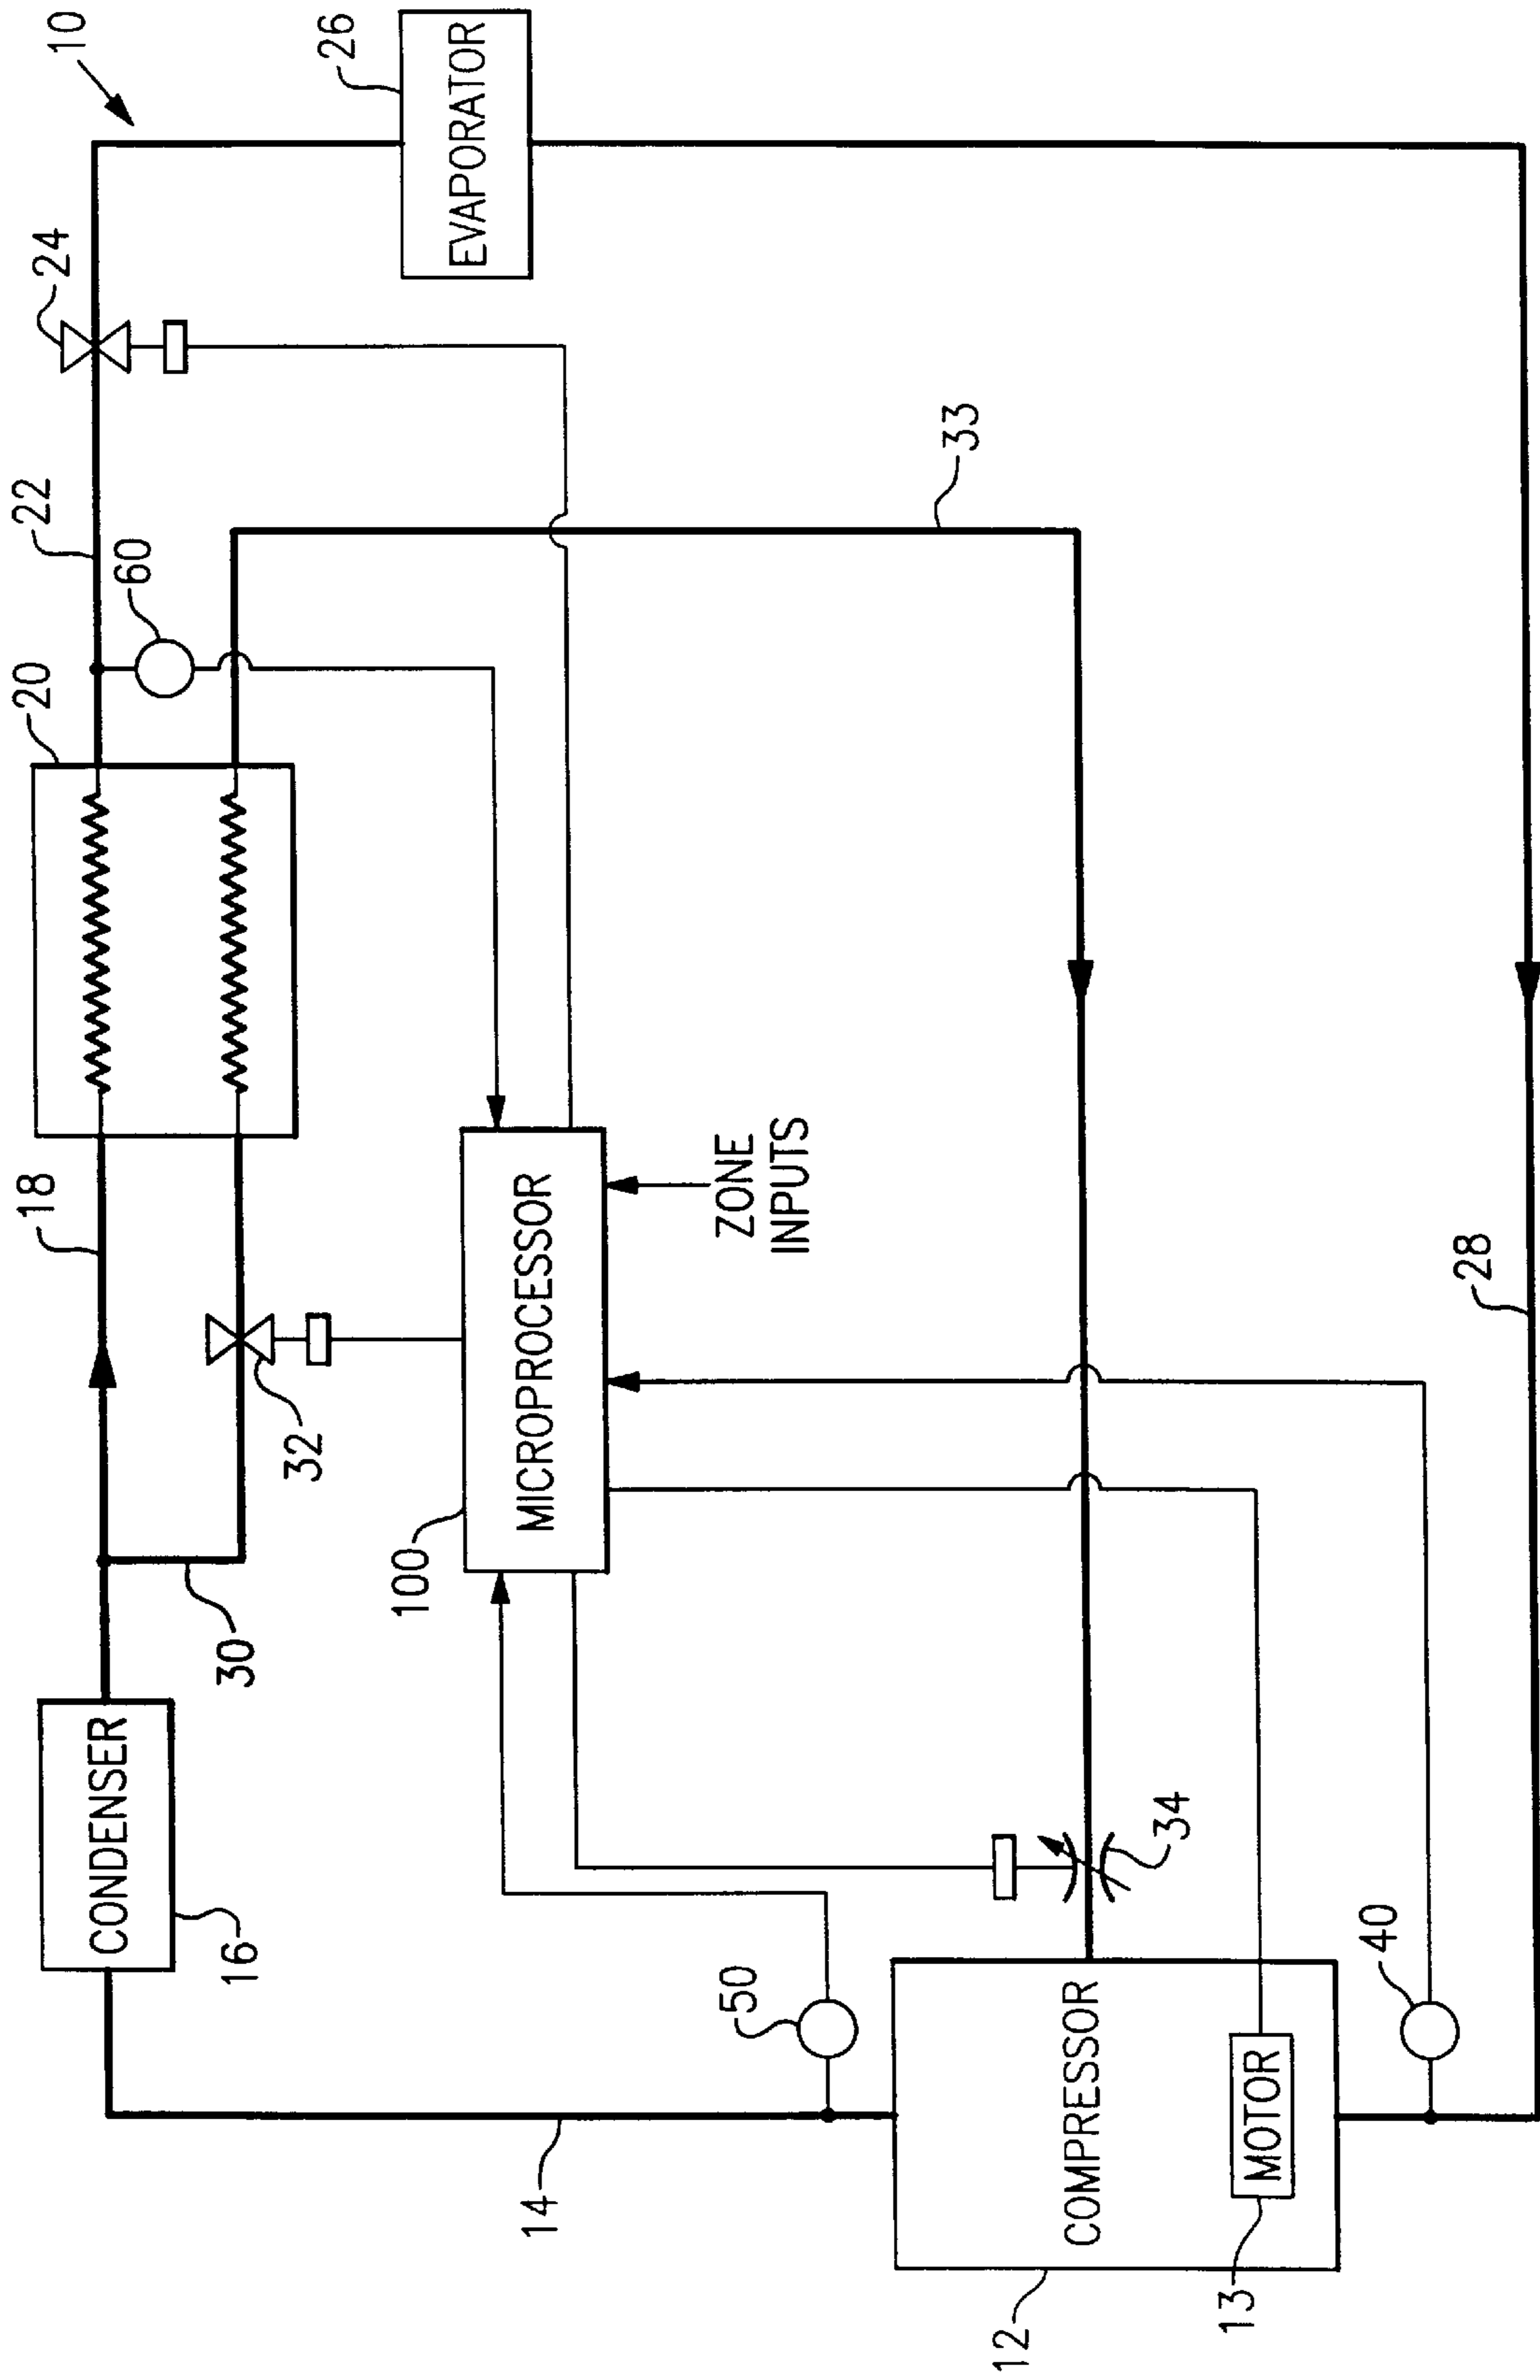 10
CONDENSER
16
30
18
32
20
22
60
24
EVAPORATOR
26
100
MICROPROCESSOR
ZONE
INPUTS
33
14
50
34
COMPRESSOR
12
MOTOR
13
40
28